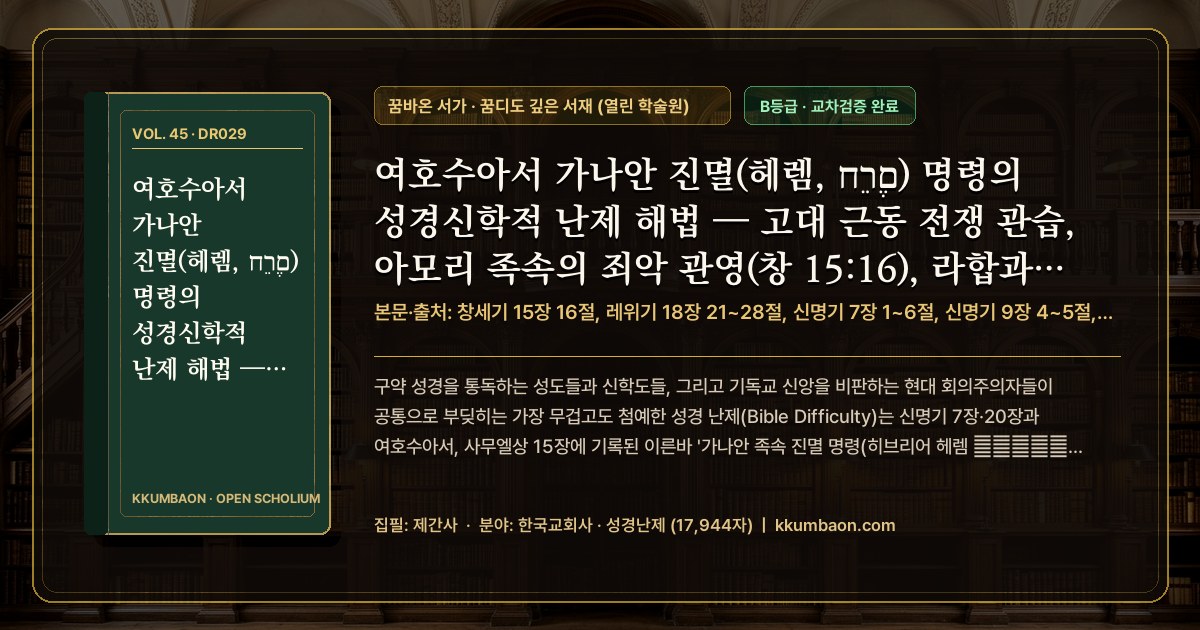 VOL. 45 · DR029
여호수아서
가나안
진멸(헤렘, םֶרֵח)
명령의
성경신학적
난제 해법 —…
KKUMBAON · OPEN SCHOLIUM
꿈바온 서가 · 꿈디도 깊은 서재 (열린 학술원)
B등급 · 교차검증 완료
여호수아서 가나안 진멸(헤렘, םֶרֵח) 명령의
성경신학적 난제 해법 — 고대 근동 전쟁 관습,
아모리 족속의 죄악 관영(창 15:16), 라합과…
본문·출처: 창세기 15장 16절, 레위기 18장 21~28절, 신명기 7장 1~6절, 신명기 9장 4~5절,...
구약 성경을 통독하는 성도들과 신학도들, 그리고 기독교 신앙을 비판하는 현대 회의주의자들이
공통으로 부딪히는 가장 무겁고도 첨예한 성경 난제(Bible Difficulty)는 신명기 7장·20장과
여호수아서, 사무엘상 15장에 기록된 이른바 '가나안 족속 진멸 명령(히브리어 헤렘 ...
집필: 제간사 · 분야: 한국교회사 · 성경난제 (17,944자) | kkumbaon.com